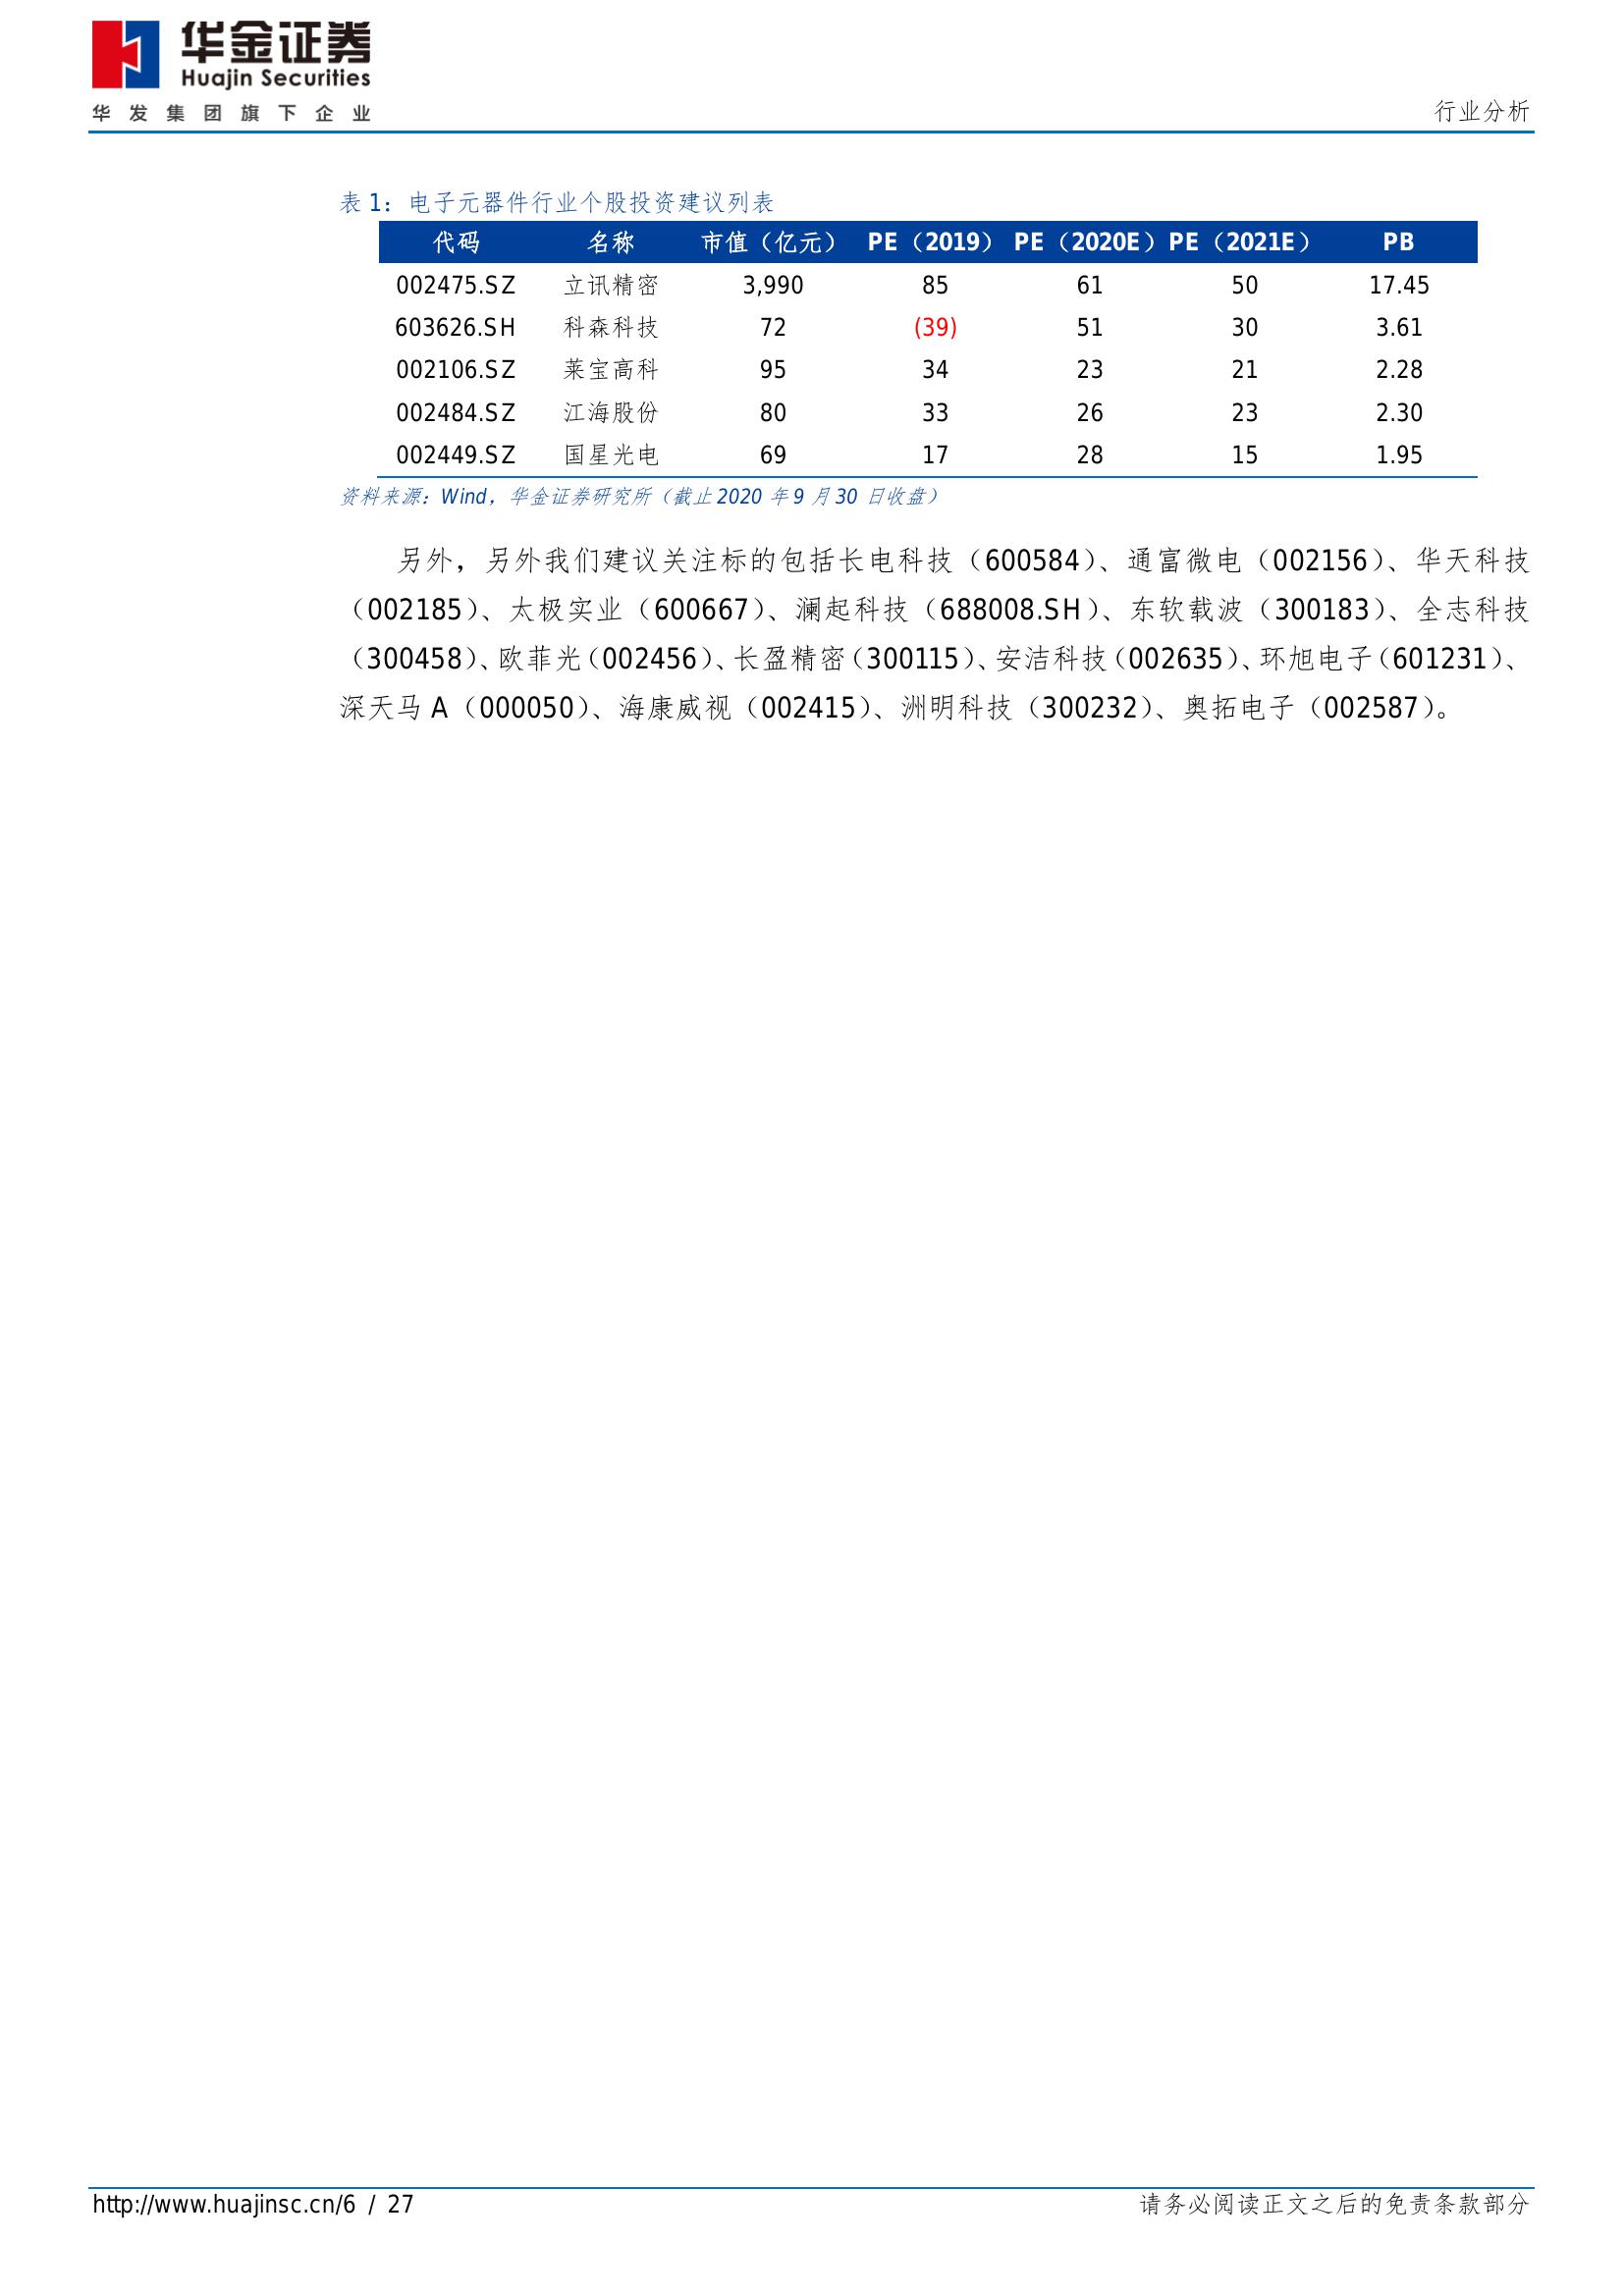 华金证券
Huajin Securities
华发集团旗下企业
行业分析
表 1：电子元器件行业个股投资建议列表
代码 名称 市值（亿元） PE（2019） PE（2020E） PE（2021E） PB
002475.SZ 立讯精密 3,990 85 61 50 17.45
603626.SH 科森科技 72 (39) 51 30 3.61
002106.SZ 莱宝高科 95 34 23 21 2.28
002484.SZ 江海股份 80 33 26 23 2.30
002449.SZ 国星光电 69 17 28 15 1.95
资料来源：Wind，华金证券研究所（截止 2020 年 9 月 30 日收盘）
另外，另外我们建议关注标的包括长电科技（600584）、通富微电（002156）、华天科技
（002185）、太极实业（600667）、澜起科技（688008.SH）、东软载波（300183）、全志科技
（300458）、欧菲光（002456）、长盈精密（300115）、安洁科技（002635）、环旭电子（601231）、
深天马 A（000050）、海康威视（002415）、洲明科技（300232）、奥拓电子（002587）。
http://www.huajinsc.cn/6 / 27
请务必阅读正文之后的免责条款部分